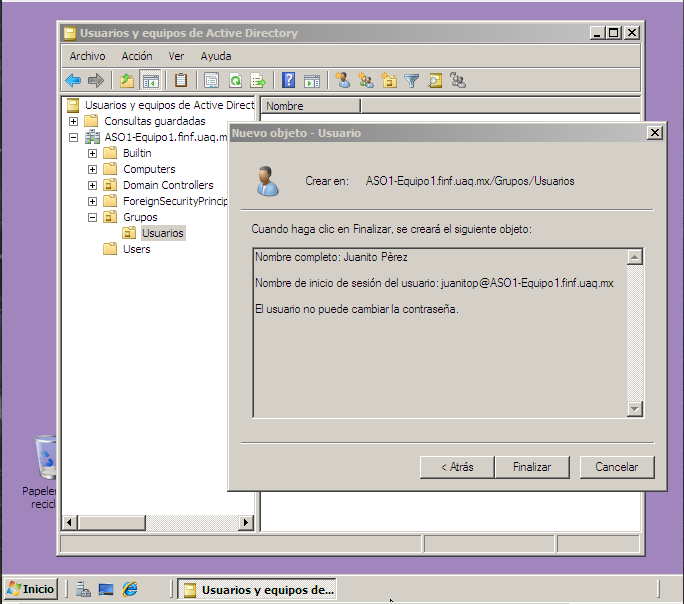 Usuarios y equipos de Active Directory
Archivo Acción Ver Ayuda
Usuarios y equipos de Active Direct
Nombre
Consultas guardadas
ASO1-Equipo1.finf.uaq.m
Builtin
Computers
Domain Controllers
ForeignSecurityPrincip
Grupos
Usuarios
Users
Nuevo objeto - Usuario
Crear en: ASO1-Equipo1.finf.uaq.mx/Grupos/Usuarios
Cuando haga clic en Finalizar, se creará el siguiente objeto:
Nombre completo: Juanito Pèrez
Nombre de inicio de sesión del usuario: juanitop@ASO1-Equipo1.finf.uaq.mx
El usuario no puede cambiar la contraseña.
< Atrás Finalizar Cancelar
Papeler
recicl
Inicio
Usuarios y equipos de...